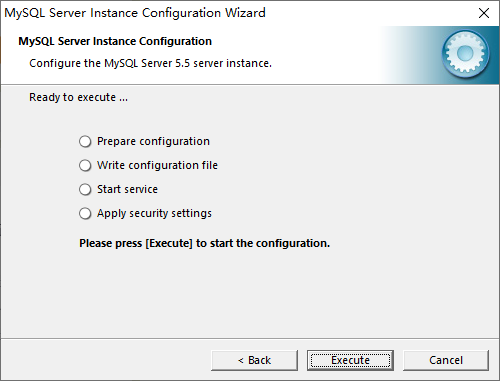 MySQL Server Instance Configuration Wizard
MySQL Server Instance Configuration
Configure the MySQL Server 5.5 server instance.
Ready to execute ...
Prepare configuration
Write configuration file
Start service
Apply security settings
Please press [Execute] to start the configuration.
< Back
Execute
Cancel